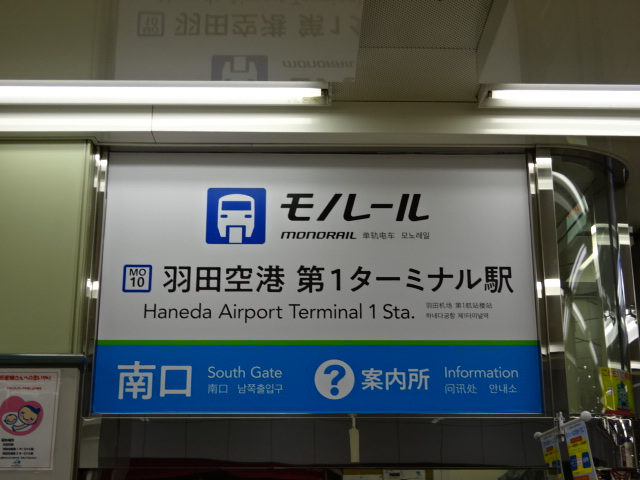 モノレール
MONORAIL 单轨电车 모노레일
MO
10
羽田空港 第1ターミナル駅
Haneda Airport Terminal 1 Sta.
羽田机场 第1航站楼站
하네다공항 제1터미널역
南口 South Gate
南口 남쪽출입구
? 案内所 Information
问讯处 안내소